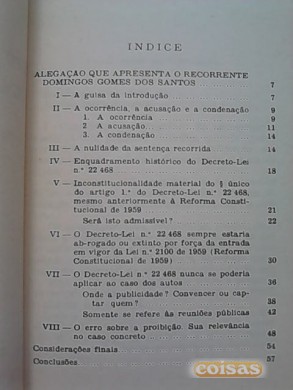 INDICE
ALEGAÇÃO QUE APRESENTA O RECORRENTE
DOMINGOS GOMES DOS SANTOS . . . 7
I — A guisa da introdução . . . 7
II — A ocorrência, a acusação e a condenação 9
1. A ocorrência . . . 9
2. A acusação . . . 11
3. A condenação . . . 14
III — A nulidade da sentença recorrida . . . 14
IV — Enquadramento histórico do Decreto-Lei
n.º 22 468 . . . 18
V — Inconstitucionalidade material do § único
do artigo 1.º do Decreto-Lei n.º 22 468,
mesmo anteriormente à Reforma Consti-
tucional de 1959 . . . 21
Será isto admissível? . . . 22
VI — O Decreto-Lei n.º 22 468 sempre estaria
ab-rogado ou extinto por força da entrada
em vigor da Lei n.º 2100 de 1959 (Reforma
Constitucional de 1959) . . . 30
VII — O Decreto-Lei n.º 22 468 nunca se poderia
aplicar ao caso dos autos . . . 36
Onde a publicidade? Convencer ou cap-
tar quem? . . . 38
Somente se refere às reuniões públicas 42
VIII — O erro sobre a proibição. Sua relevância
no caso concreto . . . 48
Considerações finais . . . 54
Conclusões . . . 57
coisas